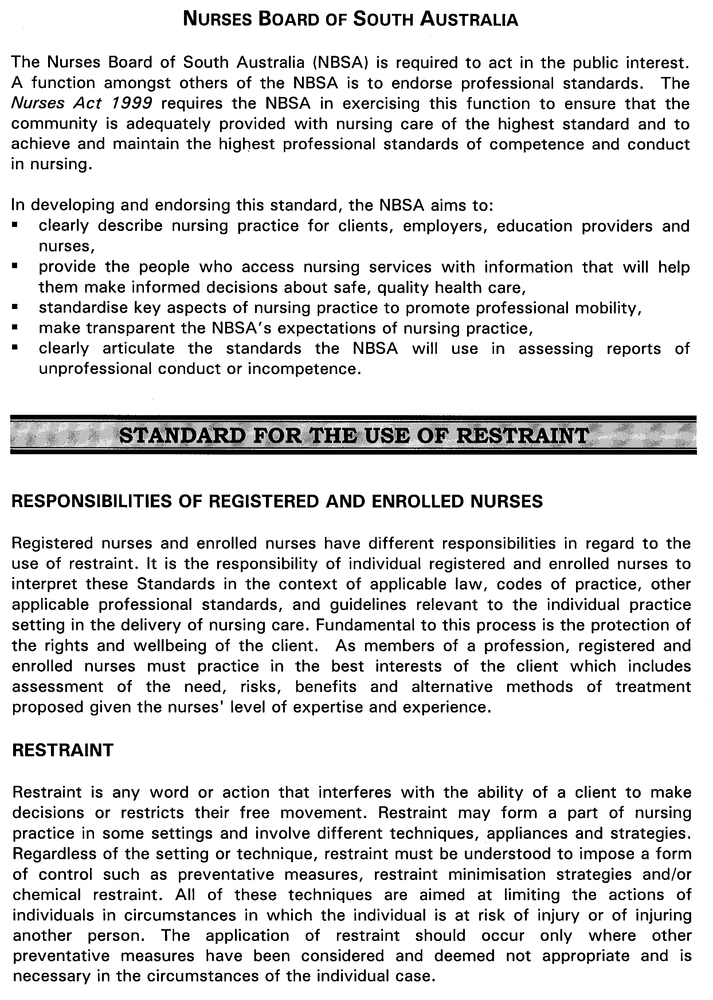 NURSES BOARD OF SOUTH AUSTRALIA
The Nurses Board of South Australia (NBSA) is required to act in the public interest.
A function amongst others of the NBSA is to endorse professional standards. The
Nurses Act 1999 requires the NBSA in exercising this function to ensure that the
community is adequately provided with nursing care of the highest standard and to
achieve and maintain the highest professional standards of competence and conduct
in nursing.
In developing and endorsing this standard, the NBSA aims to:
▪ clearly describe nursing practice for clients, employers, education providers and
nurses,
▪ provide the people who access nursing services with information that will help
them make informed decisions about safe, quality health care,
▪ standardise key aspects of nursing practice to promote professional mobility,
▪ make transparent the NBSA's expectations of nursing practice,
▪ clearly articulate the standards the NBSA will use in assessing reports of
unprofessional conduct or incompetence.
STANDARD FOR THE USE OF RESTRAINT
RESPONSIBILITIES OF REGISTERED AND ENROLLED NURSES
Registered nurses and enrolled nurses have different responsibilities in regard to the
use of restraint. It is the responsibility of individual registered and enrolled nurses to
interpret these Standards in the context of applicable law, codes of practice, other
applicable professional standards, and guidelines relevant to the individual practice
setting in the delivery of nursing care. Fundamental to this process is the protection of
the rights and wellbeing of the client. As members of a profession, registered and
enrolled nurses must practice in the best interests of the client which includes
assessment of the need, risks, benefits and alternative methods of treatment
proposed given the nurses' level of expertise and experience.
RESTRAINT
Restraint is any word or action that interferes with the ability of a client to make
decisions or restricts their free movement. Restraint may form a part of nursing
practice in some settings and involve different techniques, appliances and strategies.
Regardless of the setting or technique, restraint must be understood to impose a form
of control such as preventative measures, restraint minimisation strategies and/or
chemical restraint. All of these techniques are aimed at limiting the actions of
individuals in circumstances in which the individual is at risk of injury or of injuring
another person. The application of restraint should occur only where other
preventative measures have been considered and deemed not appropriate and is
necessary in the circumstances of the individual case.